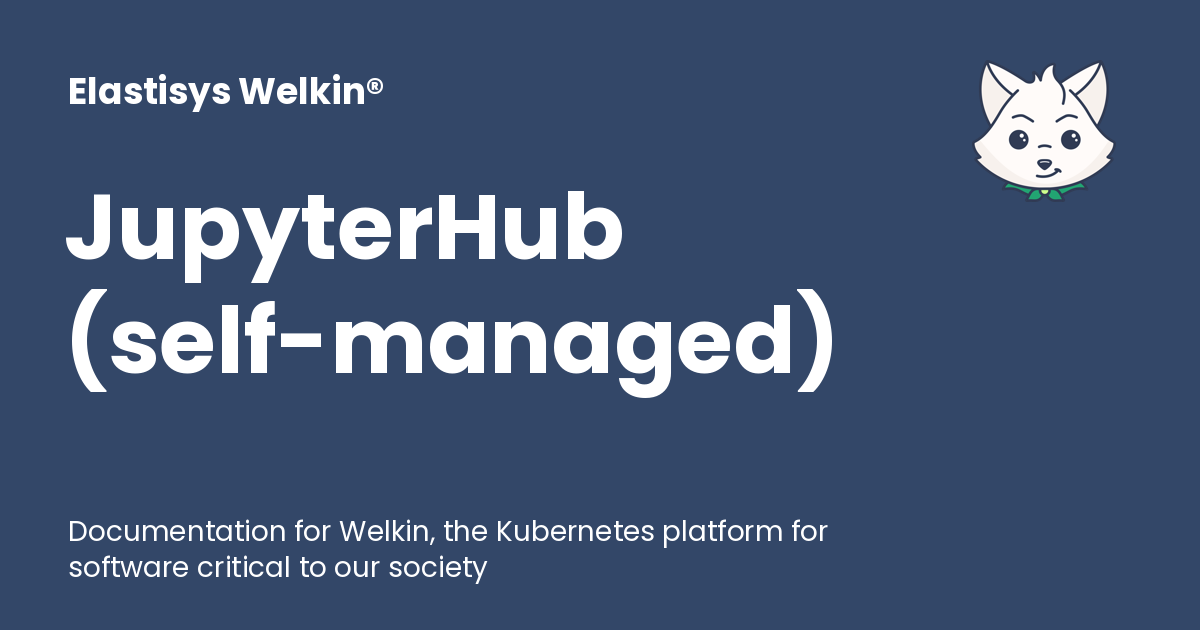 Elastisys Welkin®
JupyterHub
(self-managed)
Documentation for Welkin, the Kubernetes platform for
software critical to our society